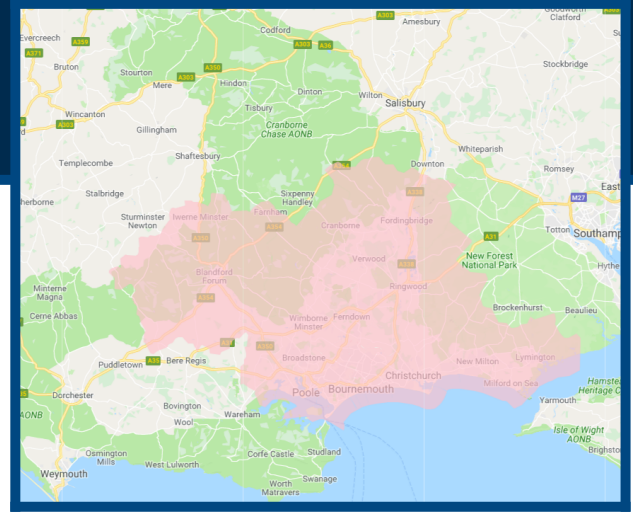 Goodworth
Clatford
Evercreech
A359
Codford
A303
Amesbury
A371
A303
A36
Bruton
Stourton
A350
Stockbridge
A303
Mere
Hindon
Dinton
Wilton
Salisbury
Wincanton
Tisbury
A303
Cranborne
Chase AONB
Gillingham
Whiteparish
Templecombe
Shaftesbury
Downton
Romsey
East
Stalbridge
Sixpenny
Handley
M27
herborne
Sturminster
Newton
Iwerne Minster
Farnham
Fordingbridge
Totton
Southamp
A350
A354
Cranborne
A338
A31
Verwood
New Forest
National Park
Blandford
Forum
A338
Hythe
Minterne
Magna
Ringwood
A354
Brockenhurst
Beaulieu
Cerne Abbas
Wimborne
Minster
Ferndown
Puddletown
A35
Bere Regis
A350
Broadstone
New Milton
Lymington
Christchurch
Dorchester
Poole
Bournemouth
Milford on Sea
Hamste
Heritage C
Yarmouth
AONB
Bovington
Wareham
Wool
Isle of Wight
AONB
Brighsto
Osmington
Mills
Corfe Castle
Studland
West Lulworth
Weymouth
Swanage
Worth
Matravers